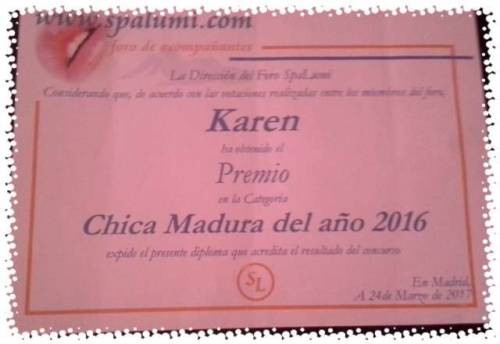 www.spalumi.com
foro de acompañantes
La Dirección del Foro SpaLumi
Considerando que, de acuerdo con las votaciones realizadas entre los miembros del foro,
Karen
ha obtenido el
Premio
en la Categoría
Chica Madura del año 2016
expide el presente diploma que acredita el resultado del concurso
SL
En Madrid,
A 24 de Marzo de 2017